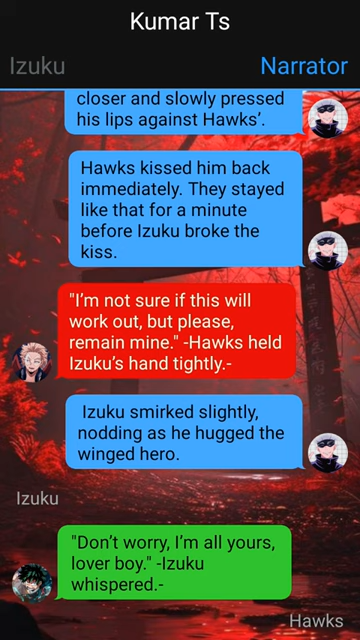 Kumar Ts
Izuku
Narrator
closer and slowly pressed
his lips against Hawks’.
Hawks kissed him back
immediately. They stayed
like that for a minute
before Izuku broke the
kiss.
"I’m not sure if this will
work out, but please,
remain mine." -Hawks held
Izuku’s hand tightly.-
Izuku smirked slightly,
nodding as he hugged the
winged hero.
Izuku
"Don’t worry, I’m all yours,
lover boy." -Izuku
whispered.-
Hawks